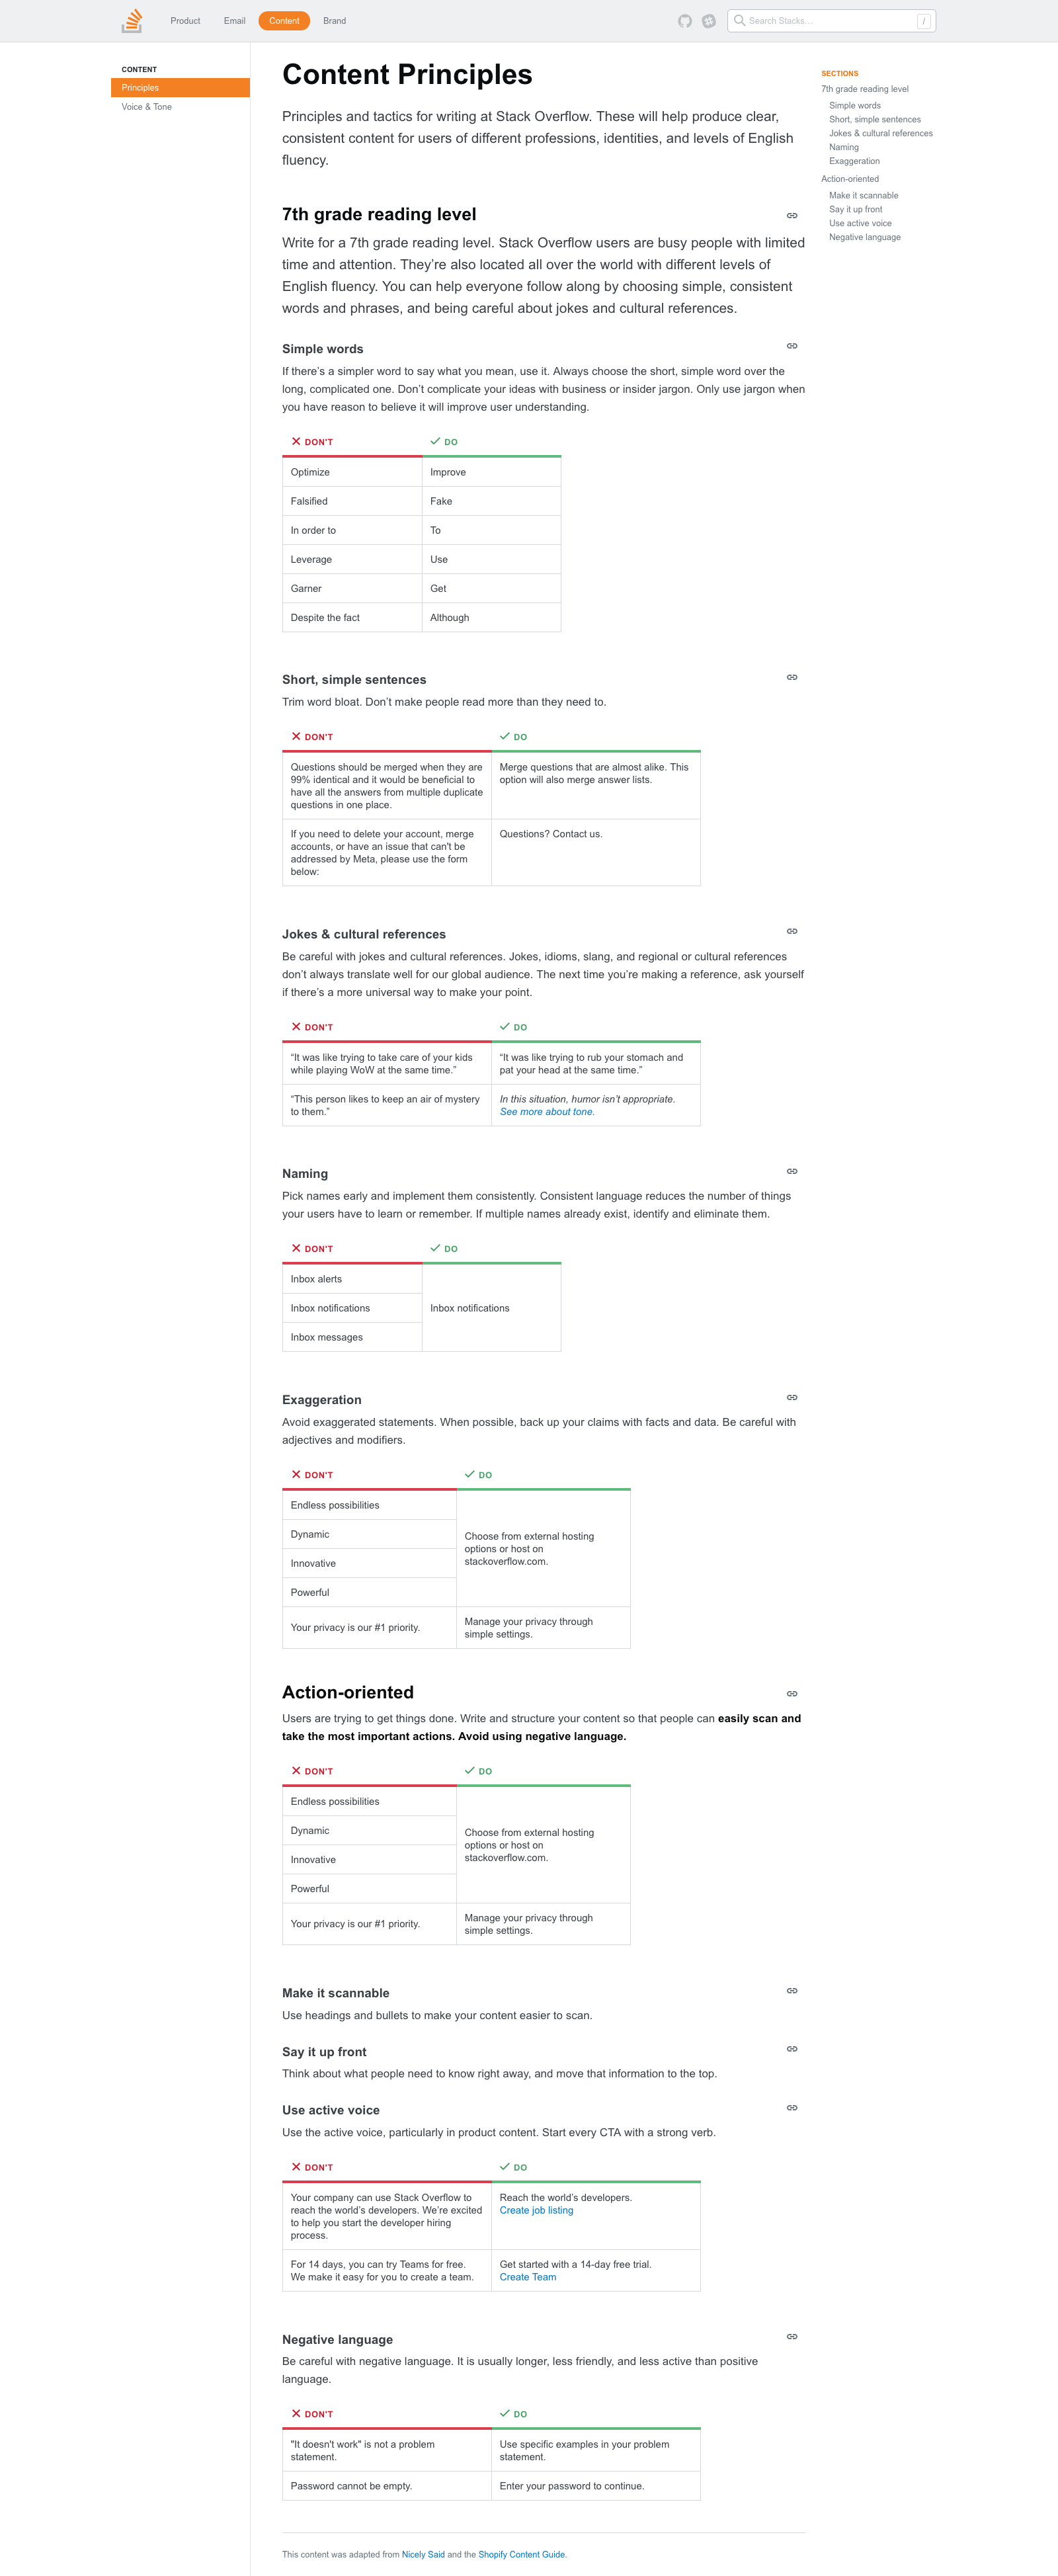 Product Email Content Brand Search Stacks… /
CONTENT
Principles
Voice & Tone
Content Principles
Principles and tactics for writing at Stack Overflow. These will help produce clear,
consistent content for users of different professions, identities, and levels of English
fluency.
7th grade reading level
Write for a 7th grade reading level. Stack Overflow users are busy people with limited
time and attention. They’re also located all over the world with different levels of
English fluency. You can help everyone follow along by choosing simple, consistent
words and phrases, and being careful about jokes and cultural references.
Simple words
If there’s a simpler word to say what you mean, use it. Always choose the short, simple word over the
long, complicated one. Don’t complicate your ideas with business or insider jargon. Only use jargon when
you have reason to believe it will improve user understanding.
DON'T DO
Optimize Improve
Falsified Fake
In order to To
Leverage Use
Garner Get
Despite the fact Although
Short, simple sentences
Trim word bloat. Don’t make people read more than they need to.
DON'T DO
Questions should be merged when they are
99% identical and it would be beneficial to
have all the answers from multiple duplicate
questions in one place.
Merge questions that are almost alike. This
option will also merge answer lists.
If you need to delete your account, merge
accounts, or have an issue that can't be
addressed by Meta, please use the form
below:
Questions? Contact us.
Jokes & cultural references
Be careful with jokes and cultural references. Jokes, idioms, slang, and regional or cultural references
don’t always translate well for our global audience. The next time you’re making a reference, ask yourself
if there’s a more universal way to make your point.
DON'T DO
“It was like trying to take care of your kids
while playing WoW at the same time.”
“It was like trying to rub your stomach and
pat your head at the same time.”
“This person likes to keep an air of mystery
to them.”
In this situation, humor isn’t appropriate.
See more about tone.
Naming
Pick names early and implement them consistently. Consistent language reduces the number of things
your users have to learn or remember. If multiple names already exist, identify and eliminate them.
DON'T DO
Inbox alerts
Inbox notifications Inbox notifications
Inbox messages
Exaggeration
Avoid exaggerated statements. When possible, back up your claims with facts and data. Be careful with
adjectives and modifiers.
DON'T DO
Endless possibilities
Dynamic
Innovative
Powerful
Choose from external hosting
options or host on
stackoverflow.com.
Your privacy is our #1 priority.
Manage your privacy through
simple settings.
Action-oriented
Users are trying to get things done. Write and structure your content so that people can easily scan and
take the most important actions. Avoid using negative language.
DON'T DO
Endless possibilities
Dynamic
Innovative
Powerful
Choose from external hosting
options or host on
stackoverflow.com.
Your privacy is our #1 priority.
Manage your privacy through
simple settings.
Make it scannable
Use headings and bullets to make your content easier to scan.
Say it up front
Think about what people need to know right away, and move that information to the top.
Use active voice
Use the active voice, particularly in product content. Start every CTA with a strong verb.
DON'T DO
Your company can use Stack Overflow to
reach the world’s developers. We’re excited
to help you start the developer hiring
process.
Reach the world’s developers.
Create job listing
For 14 days, you can try Teams for free.
We make it easy for you to create a team.
Get started with a 14-day free trial.
Create Team
Negative language
Be careful with negative language. It is usually longer, less friendly, and less active than positive
language.
DON'T DO
"It doesn't work" is not a problem
statement.
Use specific examples in your problem
statement.
Password cannot be empty. Enter your password to continue.
This content was adapted from Nicely Said and the Shopify Content Guide.
SECTIONS
7th grade reading level
Simple words
Short, simple sentences
Jokes & cultural references
Naming
Exaggeration
Action-oriented
Make it scannable
Say it up front
Use active voice
Negative language